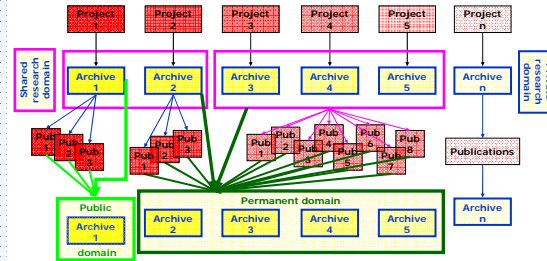 Project
1
Project
2
Project
3
Project
4
Project
5
Project
n
Shared
research
domain
Archive
1
Archive
2
Archive
3
Archive
4
Archive
5
Archive
n
research
domain
Pub
1
Pub
2
Pub
3
Pub
1
Pub
2
Pub
3
Pub
1
Pub
2
Pub
3
Pub
4
Pub
5
Pub
6
Pub
7
Pub
8
Publications
Public
Archive
1
domain
Permanent domain
Archive
2
Archive
3
Archive
4
Archive
5
Archive
n